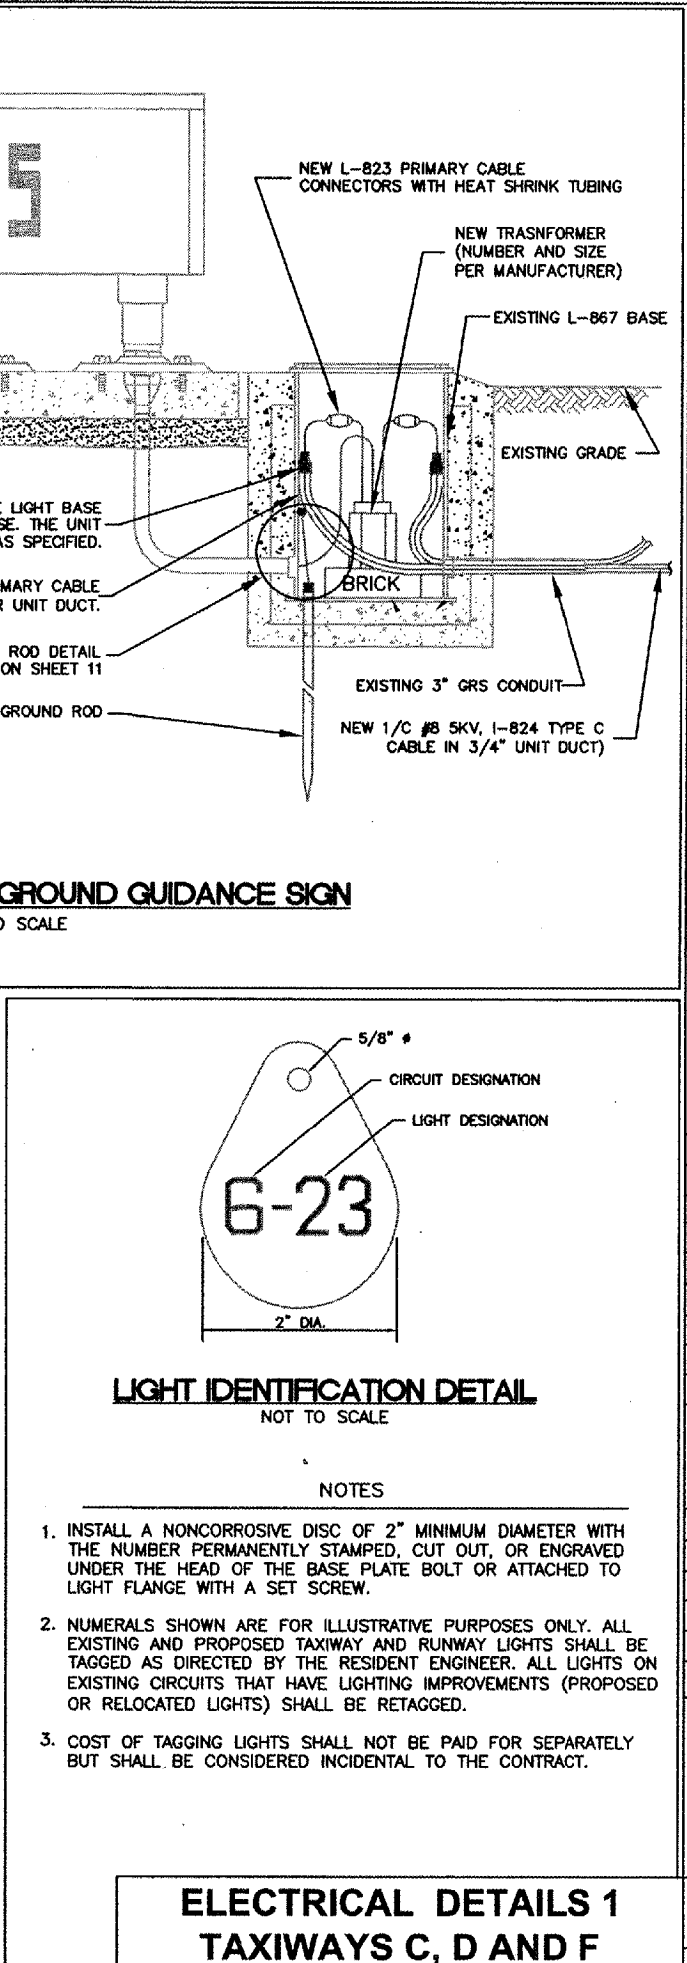 S
NEW L-823 PRIMARY CABLE
CONNECTORS WITH HEAT SHRINK TUBING
NEW TRASNFORMER
(NUMBER AND SIZE
PER MANUFACTURER)
EXISTING L-867 BASE
EXISTING GRADE
LIGHT BASE
THE UNIT
AS SPECIFIED.
CABLE
UNIT DUCT.
BRICK
ROD DETAIL
ON SHEET 11
EXISTING 3" GRS CONDUIT
GROUND ROD
NEW 1/C #8 5KV, I-824 TYPE C
CABLE IN 3/4" UNIT DUCT)
GROUND GUIDANCE SIGN
SCALE
5/8" ø
CIRCUIT DESIGNATION
LIGHT DESIGNATION
6-23
2" DIA.
LIGHT IDENTIFICATION DETAIL
NOT TO SCALE
NOTES
1. INSTALL A NONCORROSIVE DISC OF 2" MINIMUM DIAMETER WITH
THE NUMBER PERMANENTLY STAMPED, CUT OUT, OR ENGRAVED
UNDER THE HEAD OF THE BASE PLATE BOLT OR ATTACHED TO
LIGHT FLANGE WITH A SET SCREW.
2. NUMERALS SHOWN ARE FOR ILLUSTRATIVE PURPOSES ONLY. ALL
EXISTING AND PROPOSED TAXIWAY AND RUNWAY LIGHTS SHALL BE
TAGGED AS DIRECTED BY THE RESIDENT ENGINEER. ALL LIGHTS ON
EXISTING CIRCUITS THAT HAVE LIGHTING IMPROVEMENTS (PROPOSED
OR RELOCATED LIGHTS) SHALL BE RETAGGED.
3. COST OF TAGGING LIGHTS SHALL NOT BE PAID FOR SEPARATELY
BUT SHALL BE CONSIDERED INCIDENTAL TO THE CONTRACT.
ELECTRICAL DETAILS 1
TAXIWAYS C, D AND F